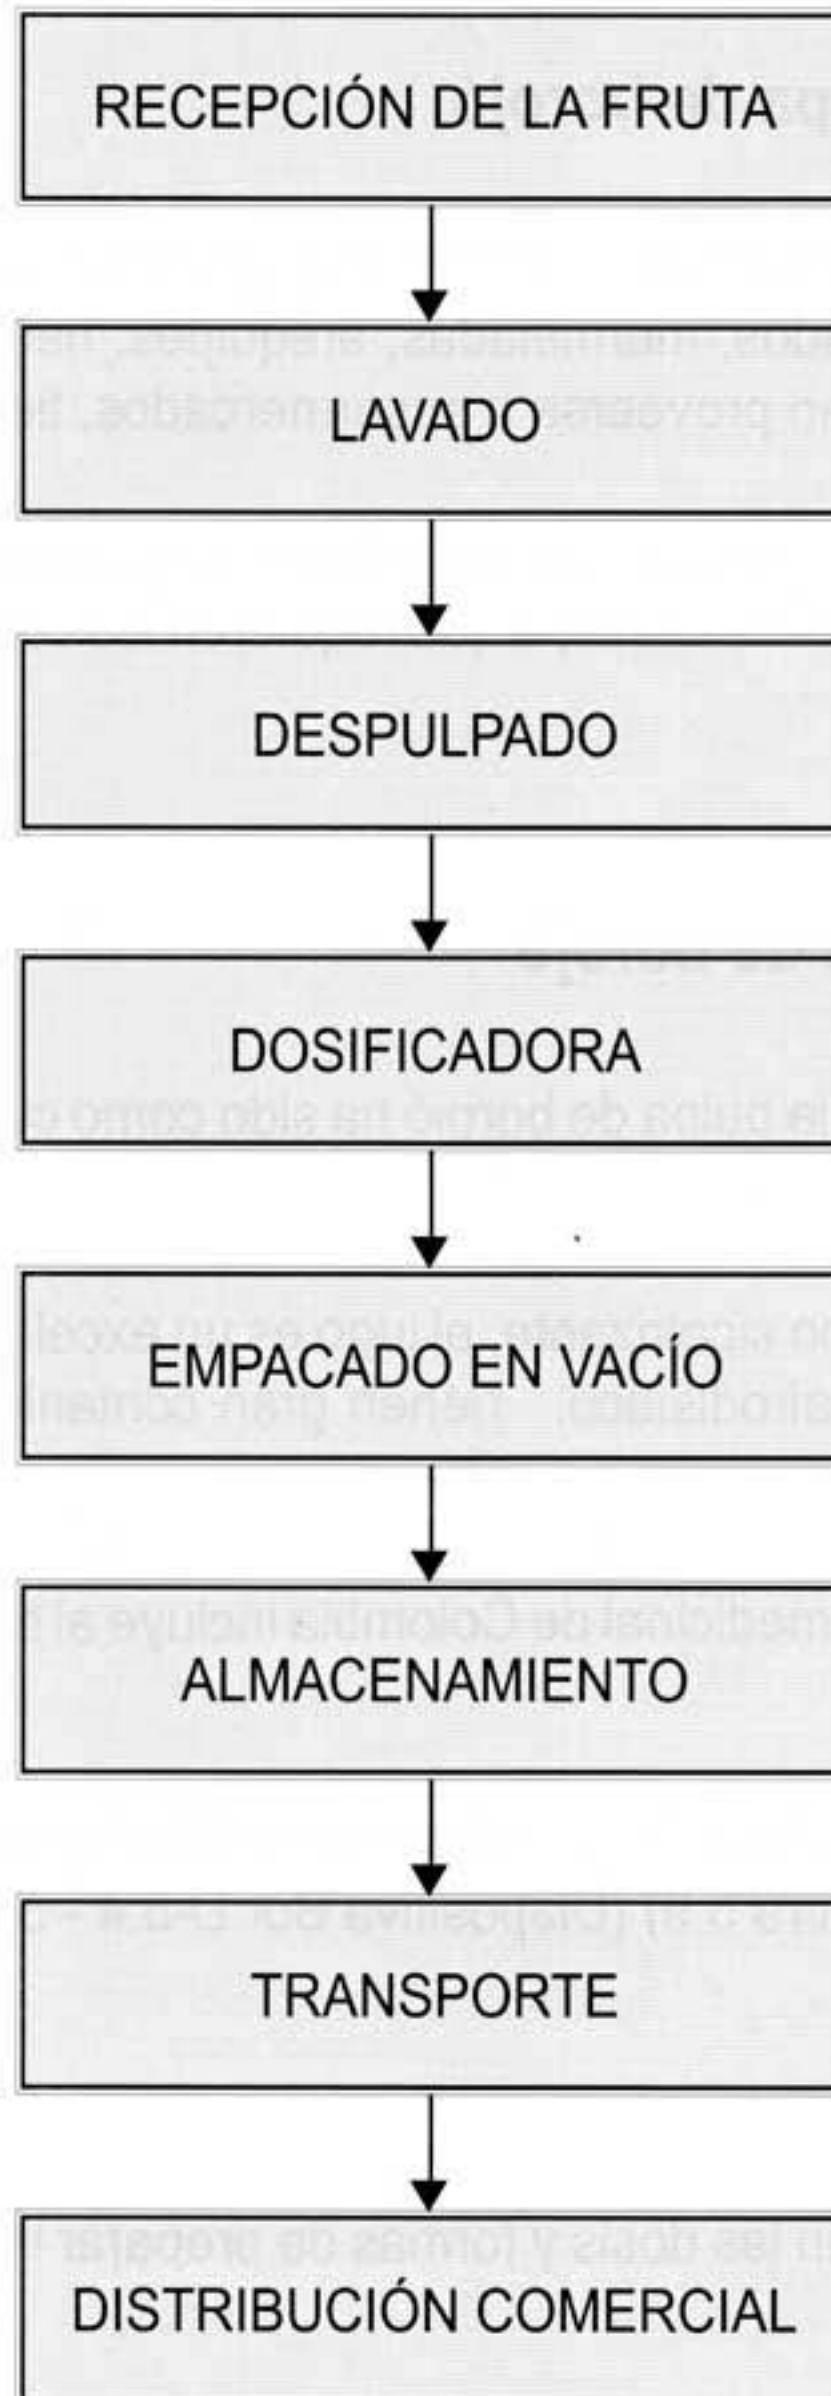 RECEPCIÓN DE LA FRUTA
LAVADO
DESPULPADO
DOSIFICADORA
EMPACADO EN VACÍO
ALMACENAMIENTO
TRANSPORTE
DISTRIBUCIÓN COMERCIAL